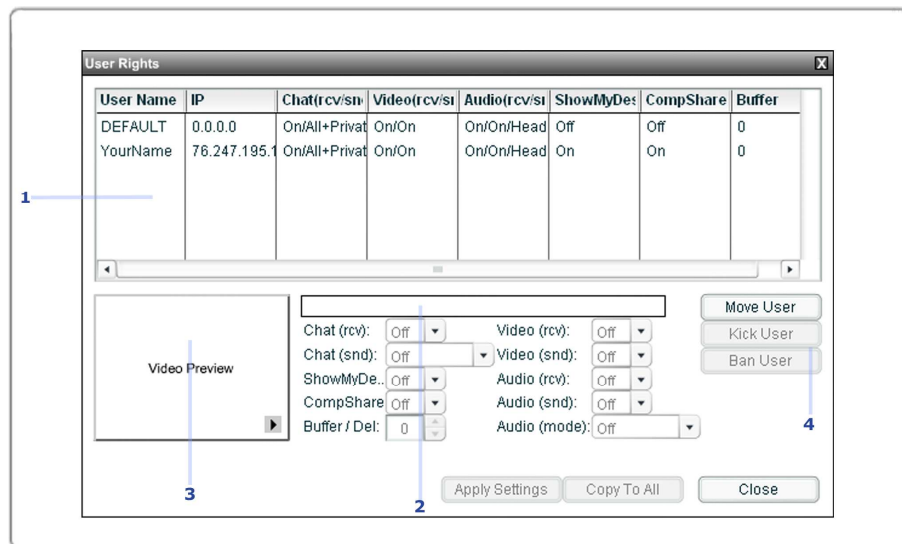 User Rights X
User Name IP Chat(rcv/sn Video(rcv/sı Audio(rcv/sı ShowMyDes CompShare Buffer
DEFAULT 0.0.0.0 On/All+Privat On/On On/On/Head Off Off 0
YourName 76.247.195.1 On/All+Privat On/On On/On/Head On On 0
1
Video Preview
Chat (rcv): Off Video (rcv): Off
Chat (snd): Off Video (snd): Off
ShowMyDe.. Off Audio (rcv): Off
CompShare Off Audio (snd): Off
Buffer / Del: 0 Audio (mode): Off
Move User
Kick User
Ban User
4
3
2
Apply Settings Copy To All Close